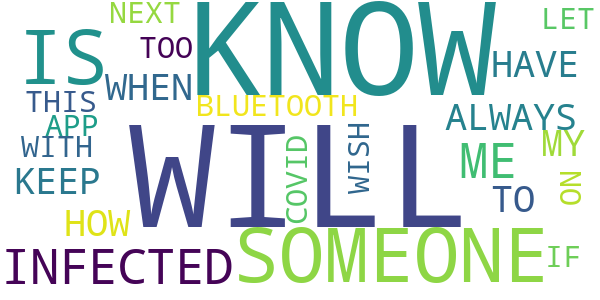 NEXT
LET
TOO
KNOW
IS
HAVE
WHEN
THIS
BLUETOOTH
ALWAYS
APP
WITH
WILL
COVID
WISH
ME
MY
KEEP
TO
ON
HOW
INFECTED
SOMEONE
IF